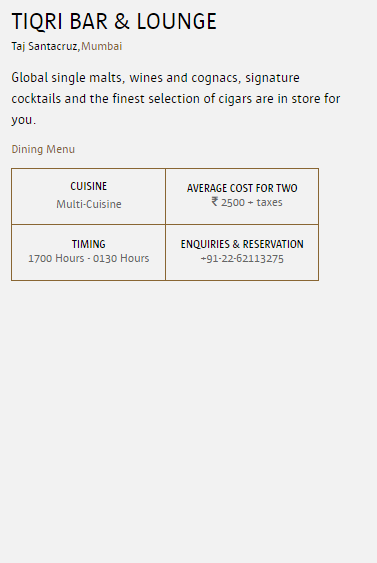 TIQRI BAR & LOUNGE
Taj Santacruz,Mumbai
Global single malts, wines and cognacs, signature
cocktails and the finest selection of cigars are in store for
you.
Dining Menu
CUISINE
Multi-Cuisine
AVERAGE COST FOR TWO
₹ 2500 + taxes
TIMING
1700 Hours - 0130 Hours
ENQUIRIES & RESERVATION
+91-22-62113275